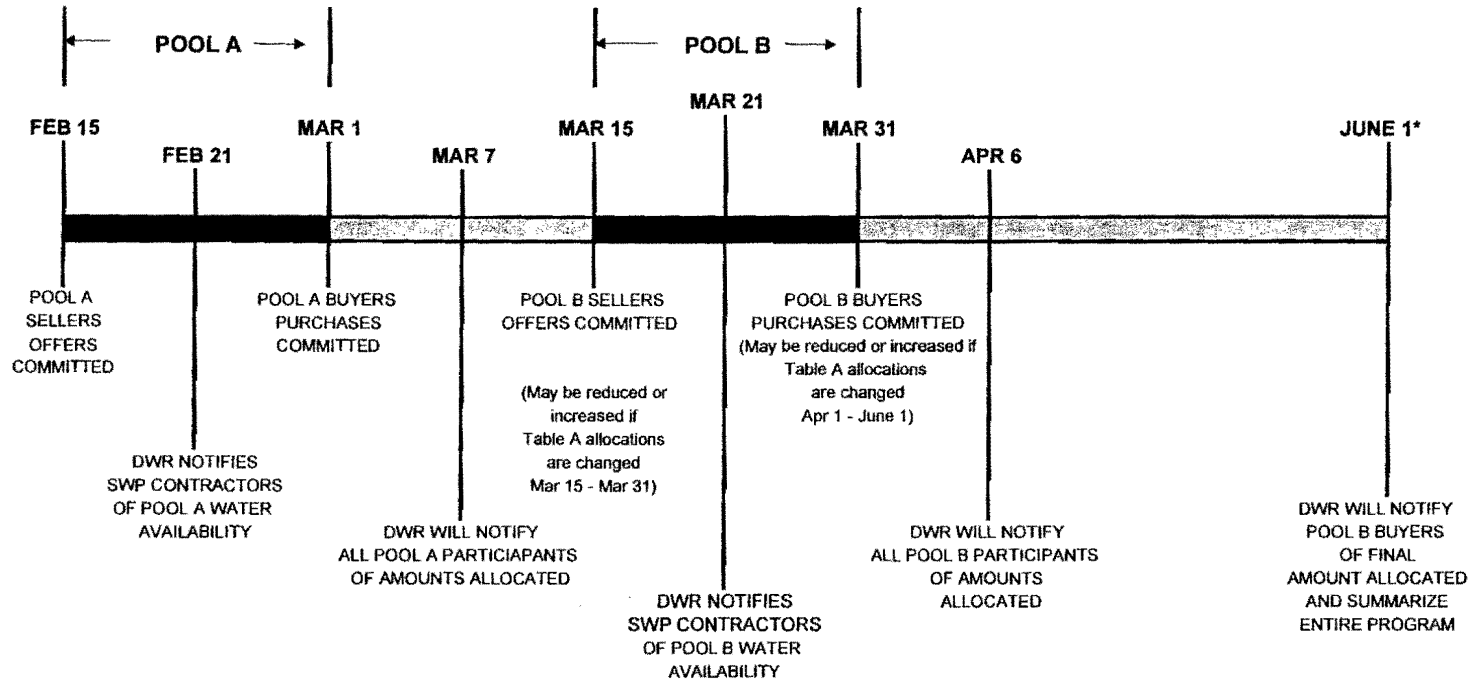 POOL A
POOL B
FEB 15
FEB 21
MAR 1
MAR 7
MAR 15
MAR 21
MAR 31
APR 6
JUNE 1*
POOL A
SELLERS
OFFERS
COMMITTED
DWR NOTIFIES
SWP CONTRACTORS
OF POOL A WATER
AVAILABILITY
POOL A BUYERS
PURCHASES
COMMITTED
DWR WILL NOTIFY
ALL POOL A PARTICIAPANTS
OF AMOUNTS ALLOCATED
POOL B SELLERS
OFFERS COMMITTED
(May be reduced or
increased if
Table A allocations
are changed
Mar 15 - Mar 31)
DWR NOTIFIES
SWP CONTRACTORS
OF POOL B WATER
AVAILABILITY
POOL B BUYERS
PURCHASES COMMITTED
(May be reduced or increased if
Table A allocations
are changed
Apr 1 - June 1)
DWR WILL NOTIFY
ALL POOL B PARTICIPANTS
OF AMOUNTS
ALLOCATED
DWR WILL NOTIFY
POOL B BUYERS
OF FINAL
AMOUNT ALLOCATED
AND SUMMARIZE
ENTIRE PROGRAM